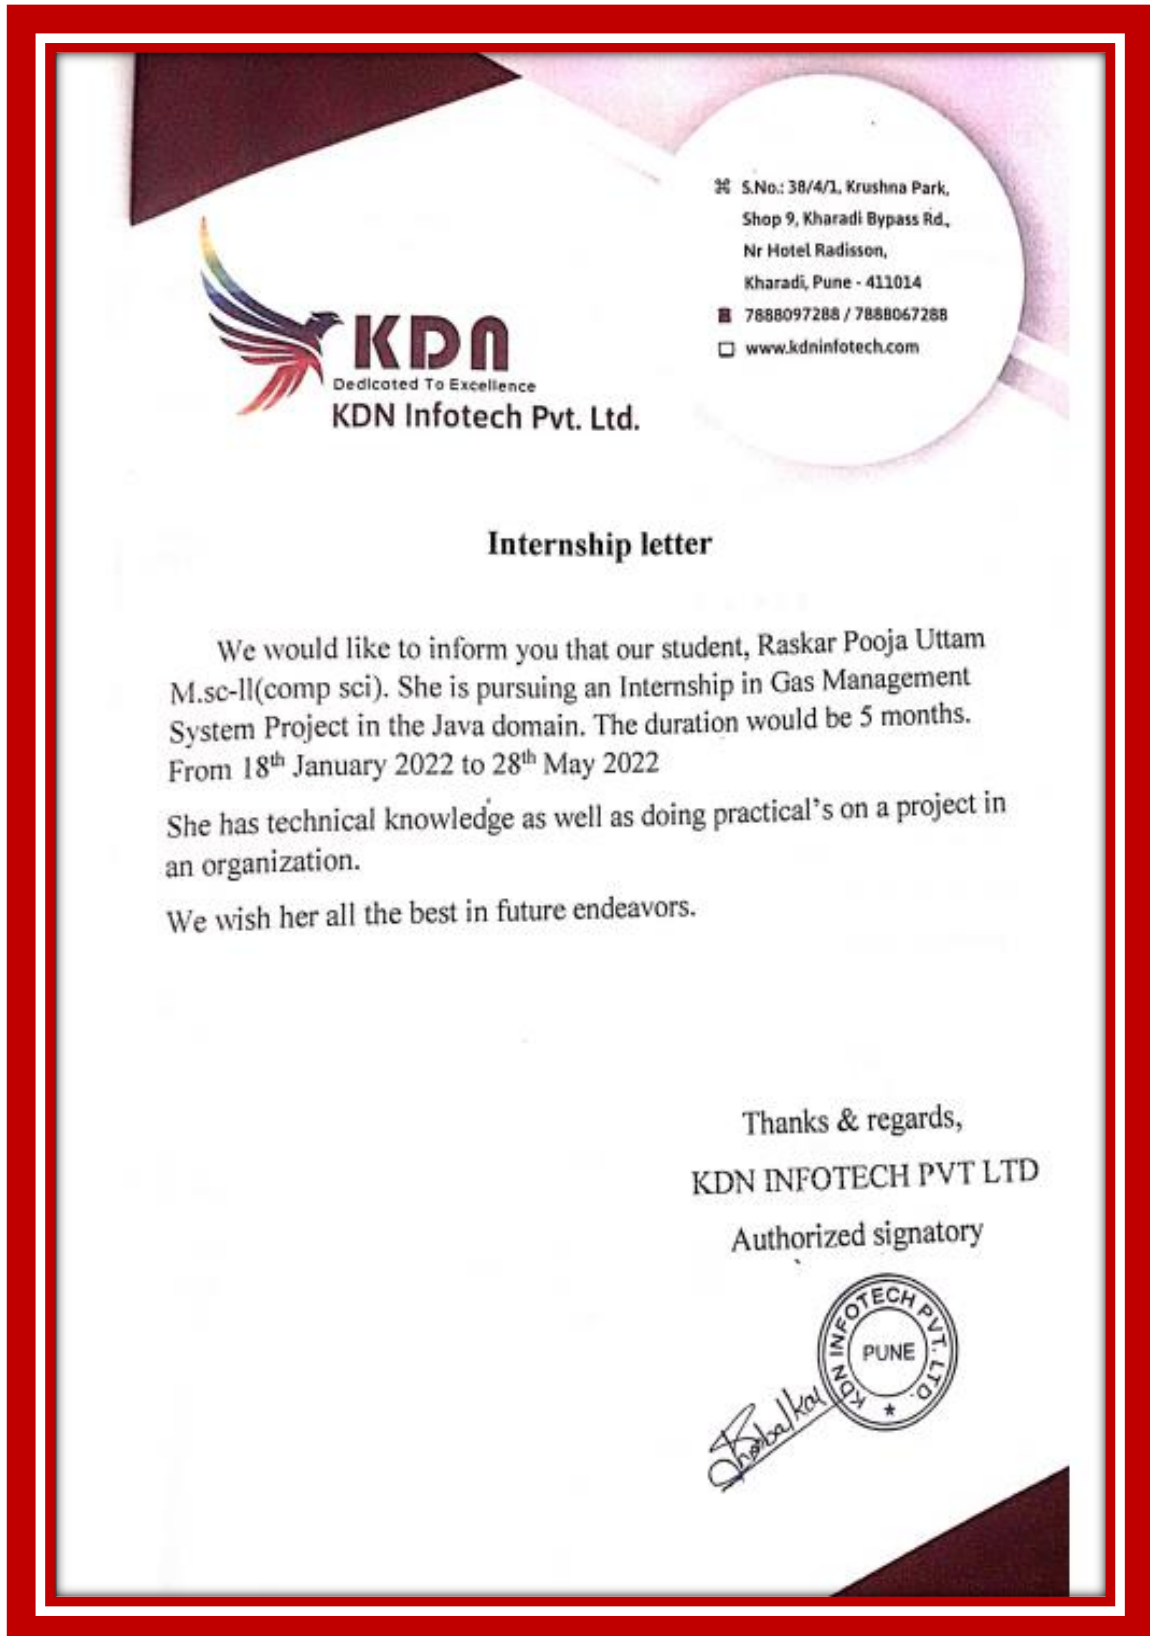 S.No.: 38/4/1, Krushna Park,
Shop 9, Kharadi Bypass Rd.,
Nr Hotel Radisson,
Kharadi, Pune - 411014
7888097288 / 7888067288
www.kdninfotech.com
KDN
Dedicated To Excellence
KDN Infotech Pvt. Ltd.
Internship letter
We would like to inform you that our student, Raskar Pooja Uttam
M.sc-ll(comp sci). She is pursuing an Internship in Gas Management
System Project in the Java domain. The duration would be 5 months.
From 18th January 2022 to 28th May 2022
She has technical knowledge as well as doing practical's on a project in
an organization.
We wish her all the best in future endeavors.
Thanks & regards,
KDN INFOTECH PVT LTD
Authorized signatory
KDN INFOTECH PVT. LTD.
PUNE